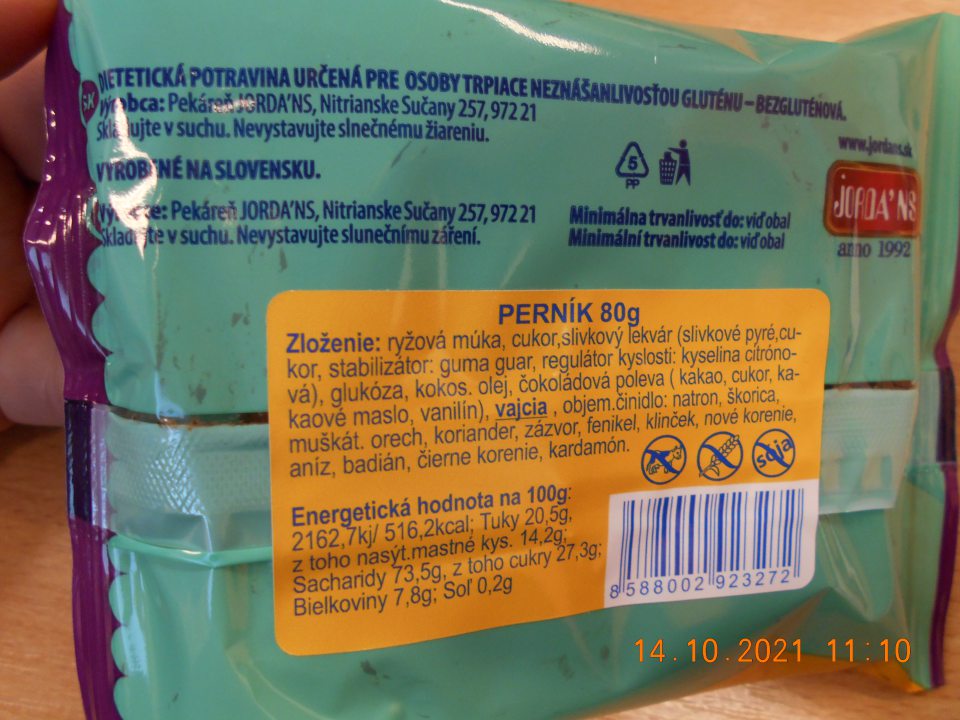 SK
DIETETICKÁ POTRAVINA URČENÁ PRE OSOBY TRPIACE NEZNÁŠANLIVOSŤOU GLUTÉNU – BEZGLUTÉNOVÁ.
Výrobca: Pekáreň JORDA'NS, Nitrianske Sučany 257, 972 21
Skladujte v suchu. Nevystavujte slnečnému žiareniu.
VYROBENÉ NA SLOVENSKU.
Výrobce: Pekáreň JORDA'NS, Nitrianske Sučany 257, 972 21
Skladujte v suchu. Nevystavujte slunečnímu záření.
5
PP
Minimálna trvanlivosť do: viď obal
Minimální trvanlivost do: viď obal
www.jordans.sk
JORDA'NS
anno 1992
PERNÍK 80g
Zloženie: ryžová múka, cukor,slivkový lekvár (slivkové pyré,cu-
kor, stabilizátor: guma guar, regulátor kyslosti: kyselina citróno-
vá), glukóza, kokos. olej, čokoládová poleva ( kakao, cukor, ka-
kaové maslo, vanilín), vajcia , objem.činidlo: natron, škorica,
muškát. orech, koriander, zázvor, fenikel, klinček, nové korenie,
aníz, badián, čierne korenie, kardamón.
soja
Energetická hodnota na 100g:
2162,7kj/ 516,2kcal; Tuky 20,5g,
z toho nasýt.mastné kys. 14,2g;
Sacharidy 73,5g, z toho cukry 27,3g;
Bielkoviny 7,8g; Soľ 0,2g
8 588002 923272
14.10.2021 11:10